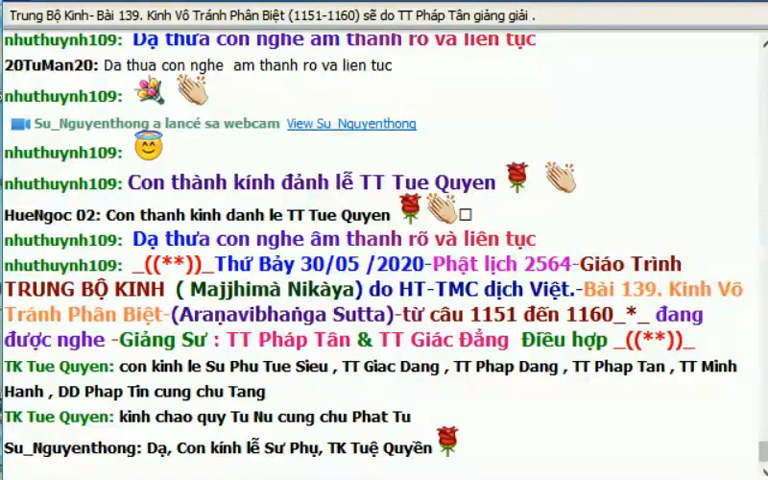 Trung Bộ Kinh- Bài 139. Kinh Vô Tránh Phân Biệt (1151-1160) sẽ do TT Pháp Tân giảng giải .
nhuthuynh109: Dạ thưa con nghe âm thanh rõ và liên tục
20TuMan20: Da thua con nghe am thanh ro va lien tuc
nhuthuynh109:
Su_Nguyenthong a lancé sa webcam View Su_Nguyenthong
nhuthuynh109:
nhuthuynh109: Con thành kính đảnh lễ TT Tue Quyen
HueNgoc 02: Con thanh kinh danh le TT Tue Quyen
nhuthuynh109: Dạ thưa con nghe âm thanh rõ và liên tục
nhuthuynh109: _((**))_Thứ Bảy 30/05 /2020-Phật lịch 2564-Giáo Trình
TRUNG BỘ KINH ( Majjhimà Nikàya) do HT-TMC dịch Việt.-Bài 139. Kinh Vô
Tránh Phân Biệt-(Araṇavibhaṅga Sutta)-từ câu 1151 đến 1160_*_ đang
được nghe -Giảng Sư : TT Pháp Tân & TT Giác Đẳng Điều hợp _((**))_
TK Tue Quyen: con kinh le Su Phu Tue Sieu , TT Giac Dang , TT Phap Dang , TT Phap Tan , TT Minh
Hanh , DD Phap Tin cung chu Tang
TK Tue Quyen: kinh chao quy Tu Nu cung chu Phat Tu
Su_Nguyenthong: Dạ, Con kính lễ Sư Phụ, TK Tuệ Quyền